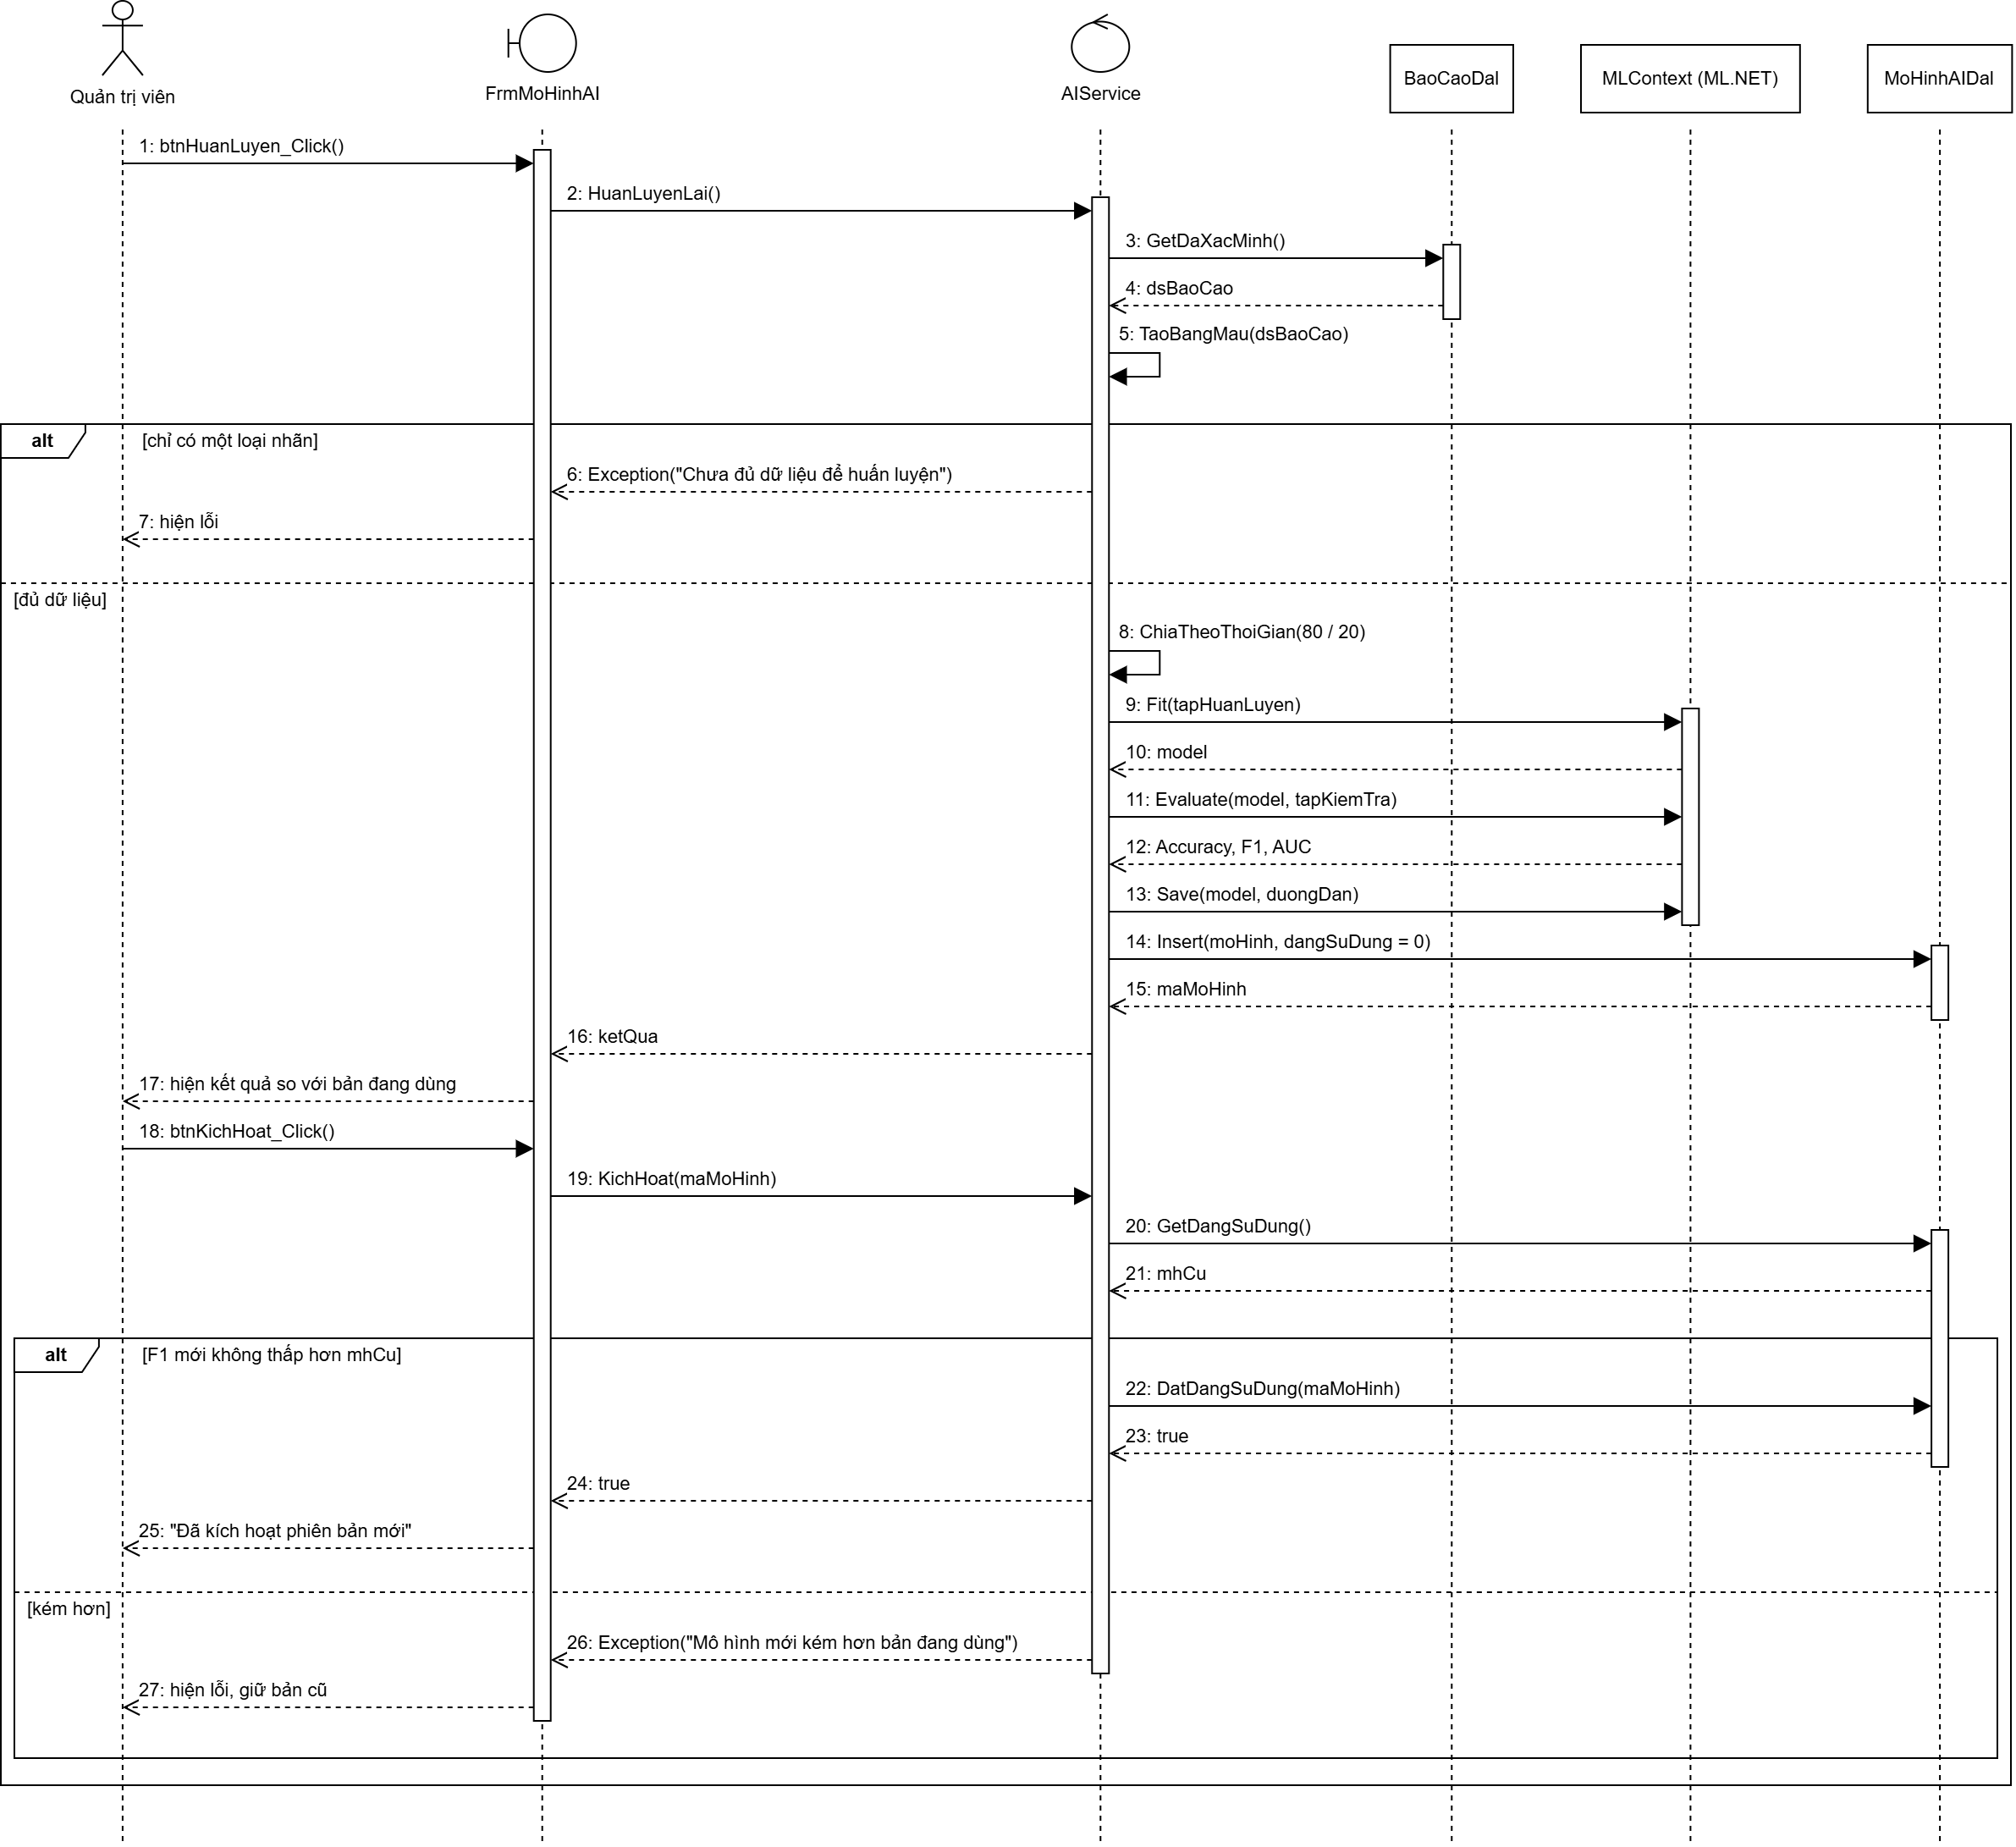 Quản trị viên
FrmMoHinhAI
AIService
BaoCaoDal
MLContext (ML.NET)
MoHinhAIDal
1: btnHuanLuyen_Click()
2: HuanLuyenLai()
3: GetDaXacMinh()
4: dsBaoCao
5: TaoBangMau(dsBaoCao)
alt
[chỉ có một loại nhãn]
6: Exception("Chưa đủ dữ liệu để huấn luyện")
7: hiện lỗi
[đủ dữ liệu]
8: ChiaTheoThoiGian(80 / 20)
9: Fit(tapHuanLuyen)
10: model
11: Evaluate(model, tapKiemTra)
12: Accuracy, F1, AUC
13: Save(model, duongDan)
14: Insert(moHinh, dangSuDung = 0)
15: maMoHinh
16: ketQua
17: hiện kết quả so với bản đang dùng
18: btnKichHoat_Click()
19: KichHoat(maMoHinh)
20: GetDangSuDung()
21: mhCu
alt
[F1 mới không thấp hơn mhCu]
22: DatDangSuDung(maMoHinh)
23: true
24: true
25: "Đã kích hoạt phiên bản mới"
[kém hơn]
26: Exception("Mô hình mới kém hơn bản đang dùng")
27: hiện lỗi, giữ bản cũ